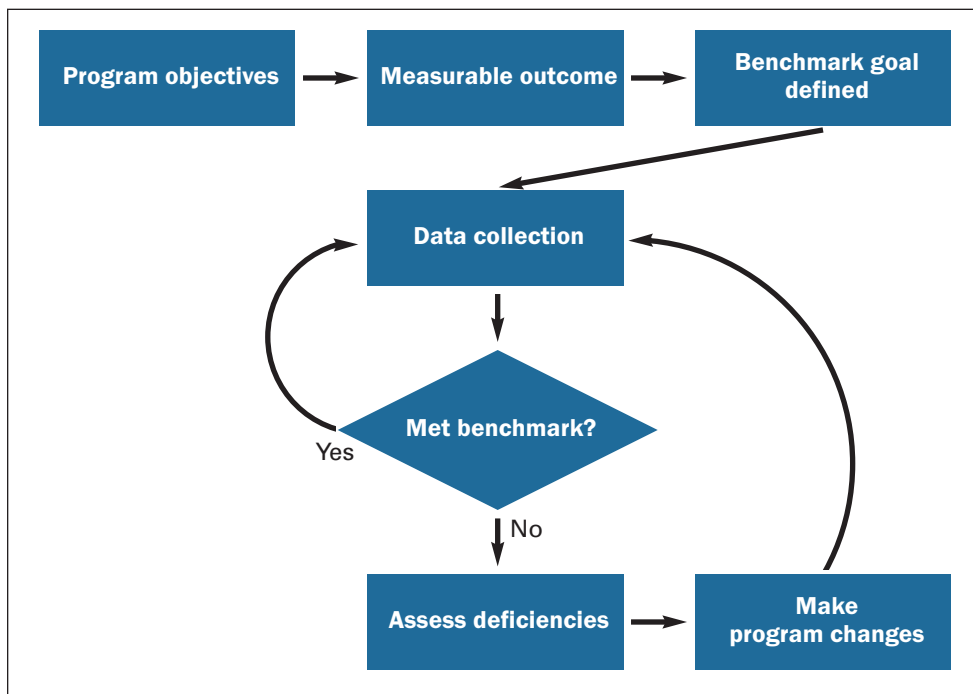 Program objectives
Measurable outcome
Benchmark goal
defined
Data collection
Met benchmark?
Yes
No
Assess deficiencies
Make
program changes